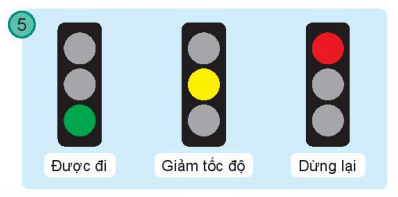 5
Được đi
Giảm tốc độ
Dừng lại